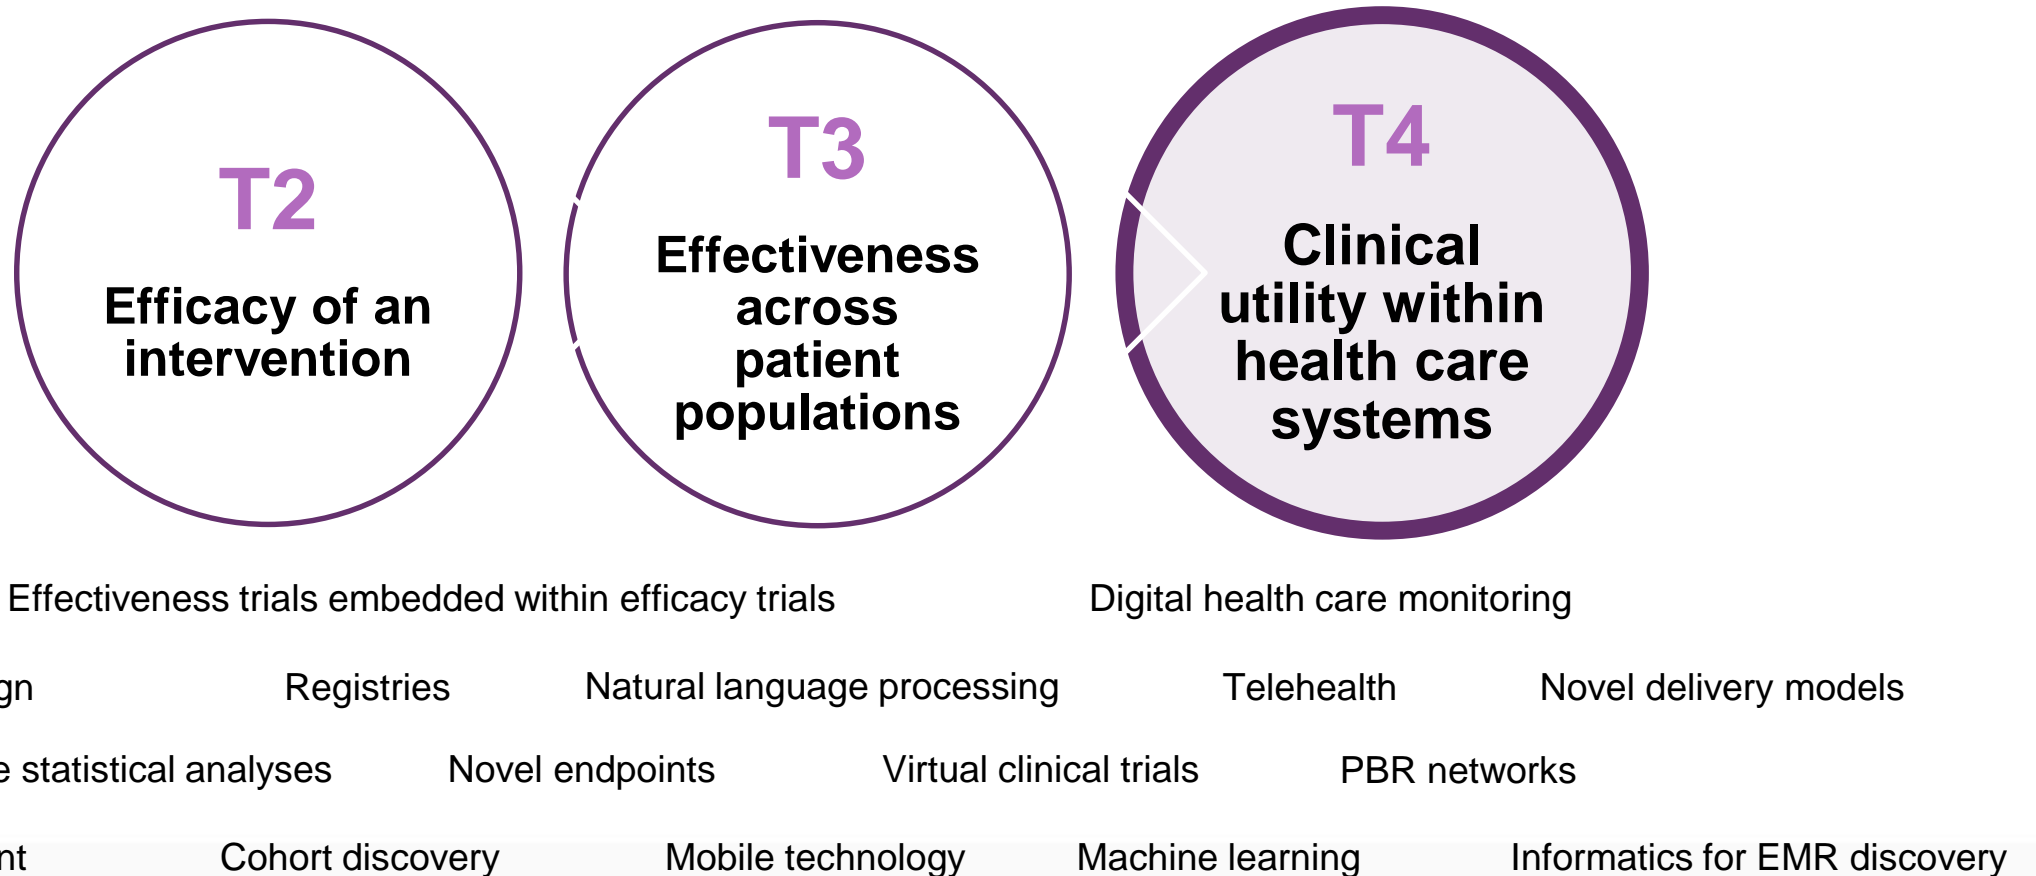 T2
Efficacy of an
intervention
T3
Effectiveness
across
patient
populations
T4
Clinical
utility within
health care
systems
Effectiveness trials embedded within efficacy trials
Digital health care monitoring
gn
Registries
Natural language processing
Telehealth
Novel delivery models
e statistical analyses
Novel endpoints
Virtual clinical trials
PBR networks
nt
Cohort discovery
Mobile technology
Machine learning
Informatics for EMR discovery